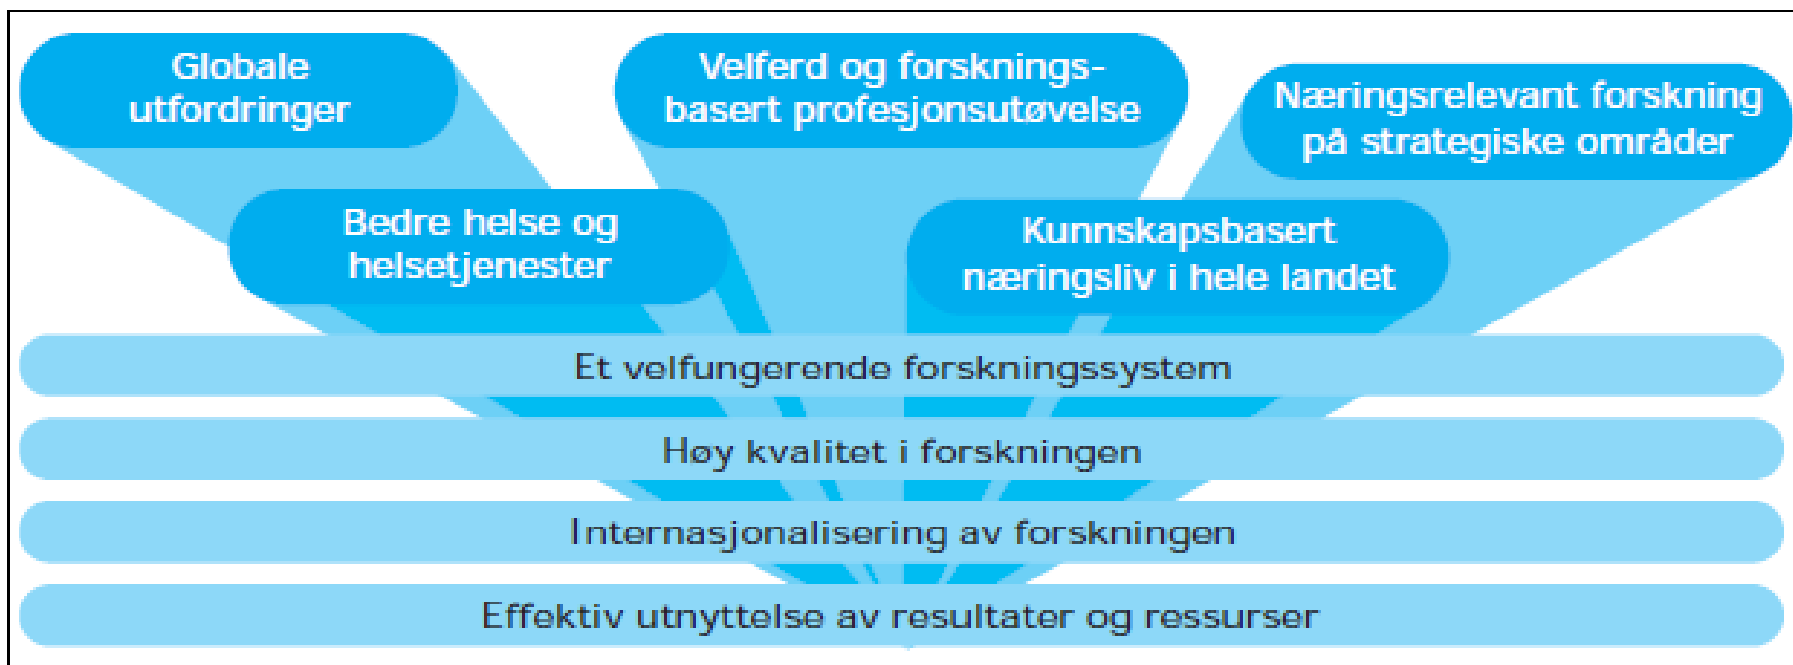 Globale
utfordringer
Velferd og forsknings-
basert profesjonsutøvelse
Næringsrelevant forskning
på strategiske områder
Bedre helse og
helsetjenester
Kunnskapsbasert
næringsliv i hele landet
Et velfungerende forskningssystem
Høy kvalitet i forskningen
Internasjonalisering av forskningen
Effektiv utnyttelse av resultater og ressurser